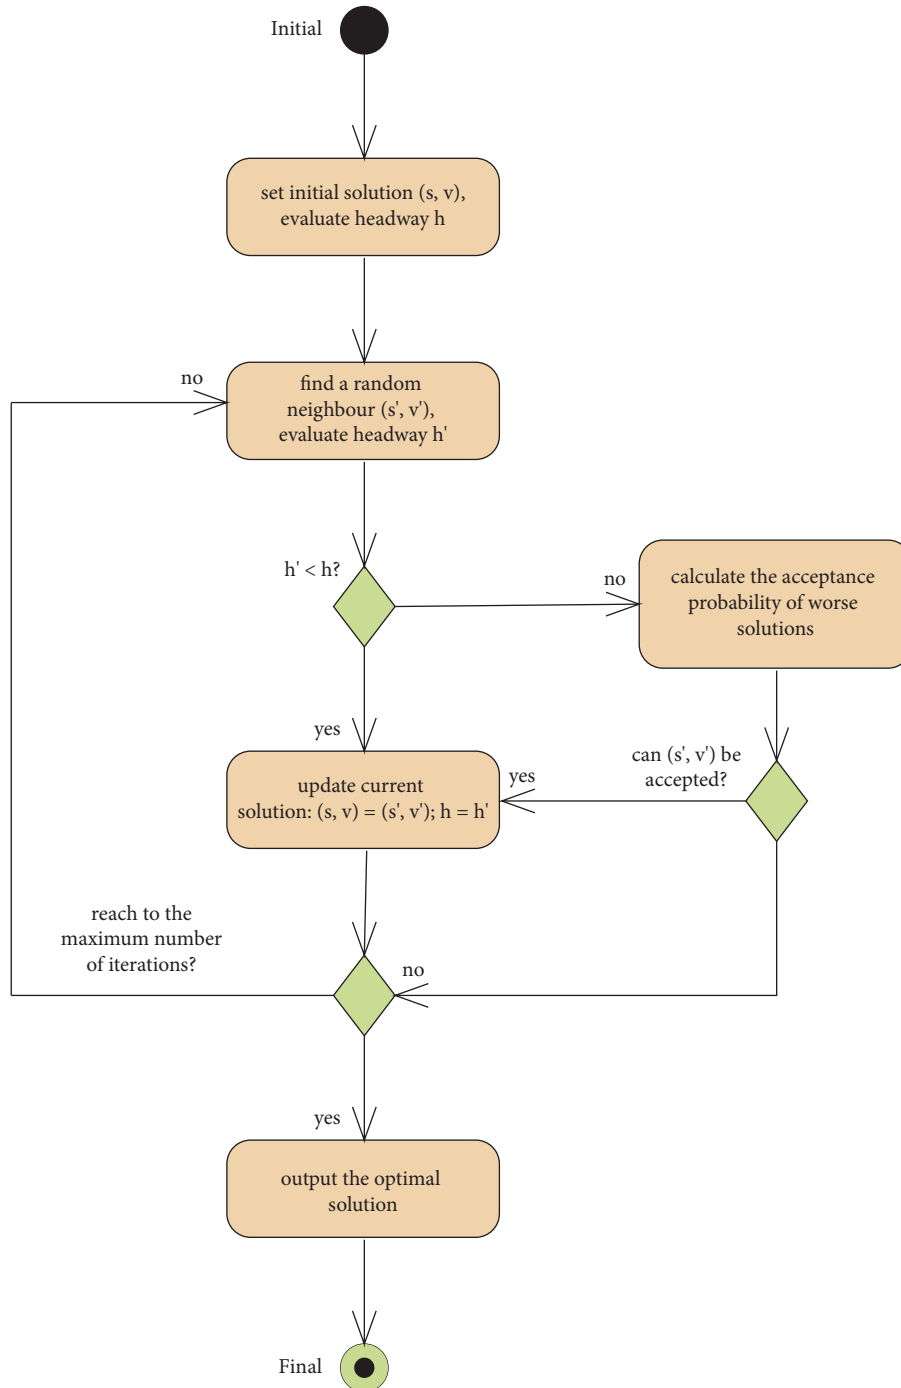 Initial
set initial solution (s, v),
evaluate headway h
no
find a random
neighbour (s', v'),
evaluate headway h'
h' < h?
no
calculate the acceptance
probability of worse
solutions
yes
can (s', v') be
accepted?
yes
update current
solution: (s, v) = (s', v'); h = h'
reach to the
maximum number
of iterations?
no
yes
output the optimal
solution
Final